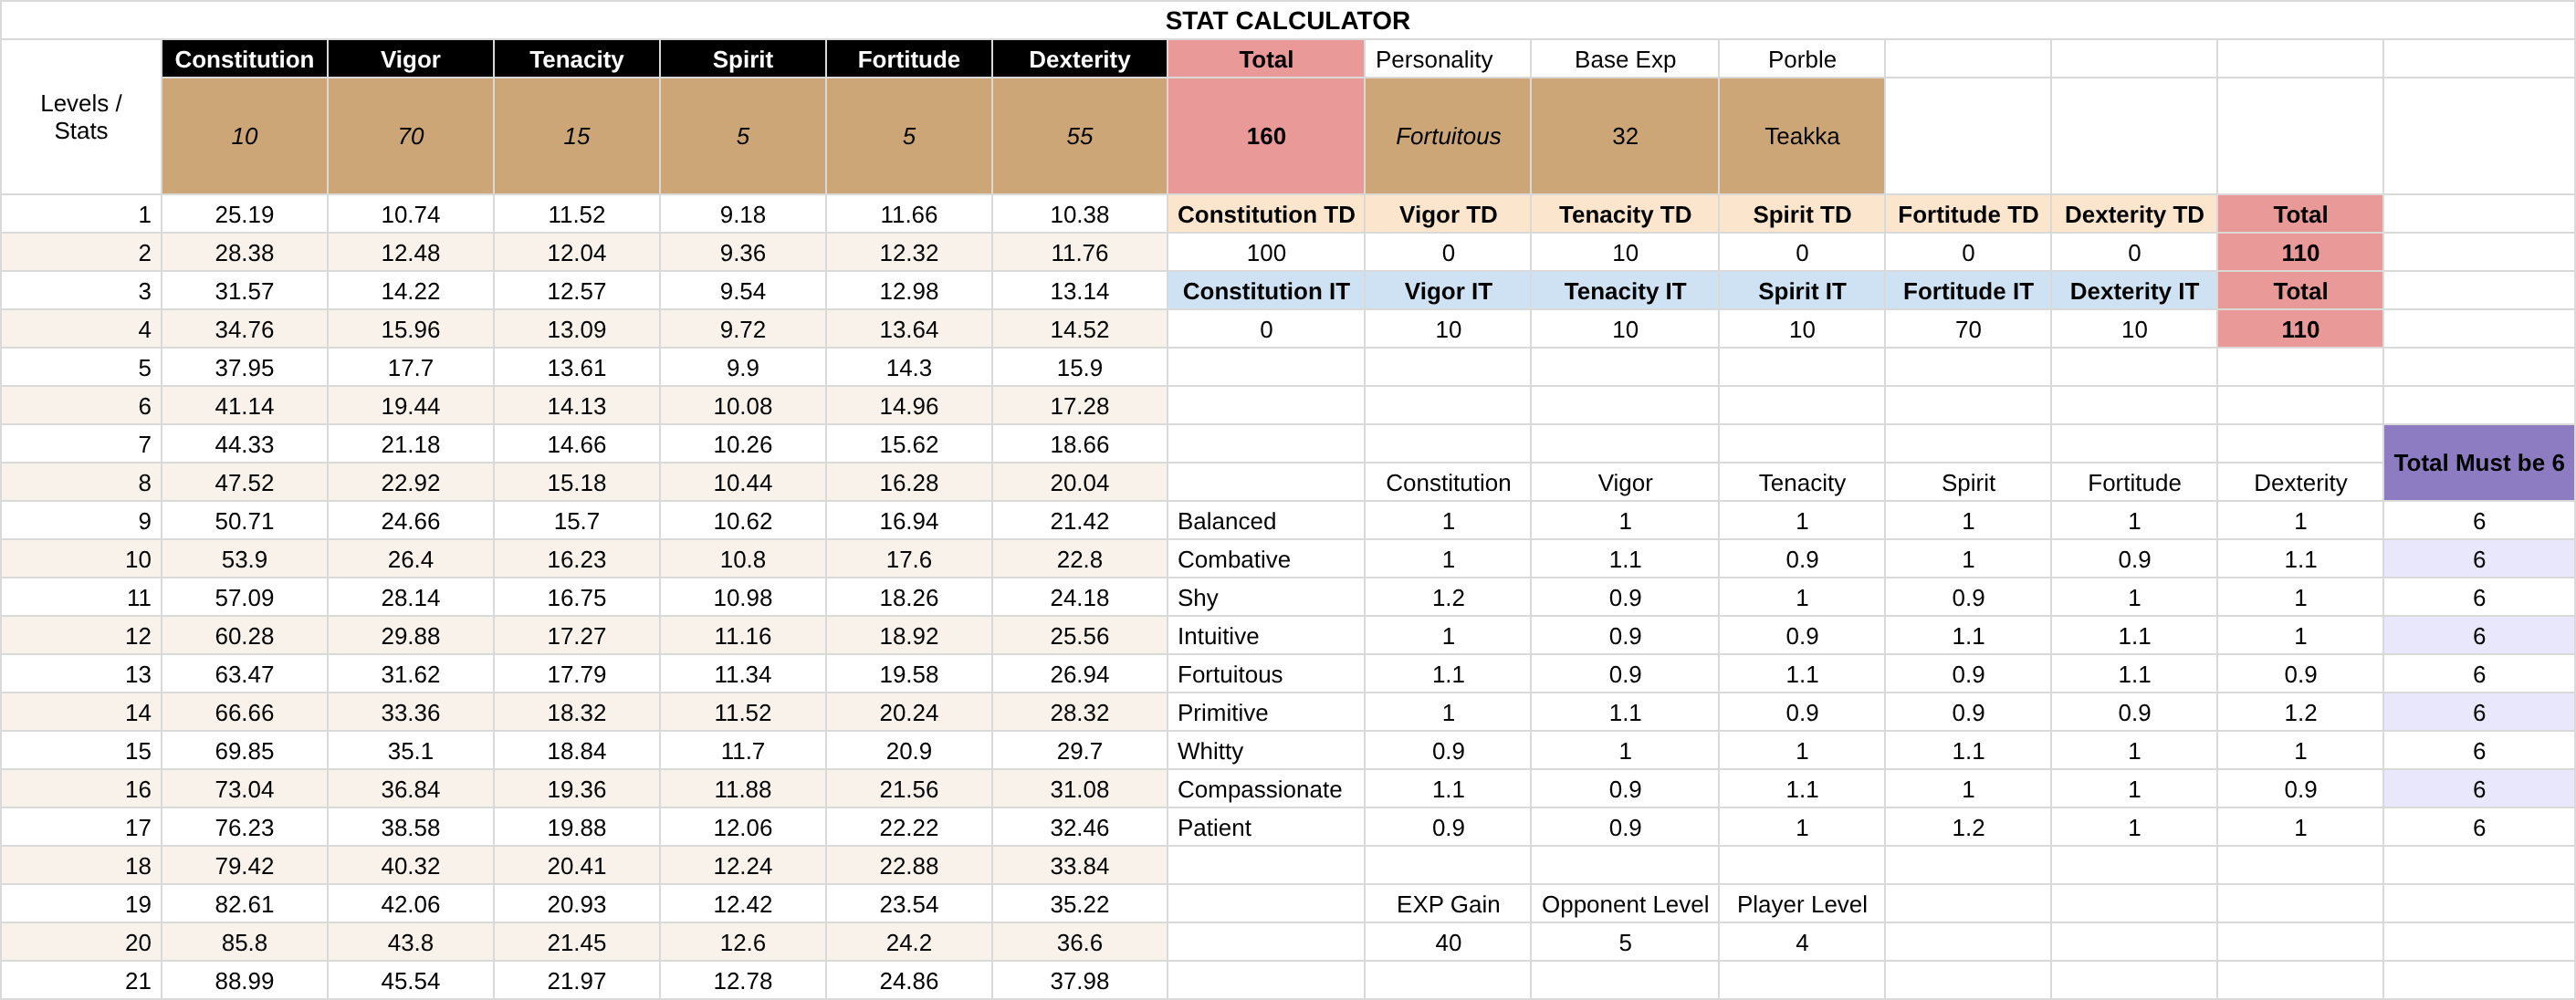 STAT CALCULATOR
Levels / Stats Constitution Vigor Tenacity Spirit Fortitude Dexterity Total Personality Base Exp Porble
10 70 15 5 5 55 160 Fortuitous 32 Teakka
1 25.19 10.74 11.52 9.18 11.66 10.38 Constitution TD Vigor TD Tenacity TD Spirit TD Fortitude TD Dexterity TD Total
2 28.38 12.48 12.04 9.36 12.32 11.76 100 0 10 0 0 0 110
3 31.57 14.22 12.57 9.54 12.98 13.14 Constitution IT Vigor IT Tenacity IT Spirit IT Fortitude IT Dexterity IT Total
4 34.76 15.96 13.09 9.72 13.64 14.52 0 10 10 10 70 10 110
5 37.95 17.7 13.61 9.9 14.3 15.9
6 41.14 19.44 14.13 10.08 14.96 17.28
7 44.33 21.18 14.66 10.26 15.62 18.66 Total Must be 6
8 47.52 22.92 15.18 10.44 16.28 20.04 Constitution Vigor Tenacity Spirit Fortitude Dexterity
9 50.71 24.66 15.7 10.62 16.94 21.42 Balanced 1 1 1 1 1 1 6
10 53.9 26.4 16.23 10.8 17.6 22.8 Combative 1 1.1 0.9 1 0.9 1.1 6
11 57.09 28.14 16.75 10.98 18.26 24.18 Shy 1.2 0.9 1 0.9 1 1 6
12 60.28 29.88 17.27 11.16 18.92 25.56 Intuitive 1 0.9 0.9 1.1 1.1 1 6
13 63.47 31.62 17.79 11.34 19.58 26.94 Fortuitous 1.1 0.9 1.1 0.9 1.1 0.9 6
14 66.66 33.36 18.32 11.52 20.24 28.32 Primitive 1 1.1 0.9 0.9 0.9 1.2 6
15 69.85 35.1 18.84 11.7 20.9 29.7 Whitty 0.9 1 1 1.1 1 1 6
16 73.04 36.84 19.36 11.88 21.56 31.08 Compassionate 1.1 0.9 1.1 1 1 0.9 6
17 76.23 38.58 19.88 12.06 22.22 32.46 Patient 0.9 0.9 1 1.2 1 1 6
18 79.42 40.32 20.41 12.24 22.88 33.84
19 82.61 42.06 20.93 12.42 23.54 35.22 EXP Gain Opponent Level Player Level
20 85.8 43.8 21.45 12.6 24.2 36.6 40 5 4
21 88.99 45.54 21.97 12.78 24.86 37.98